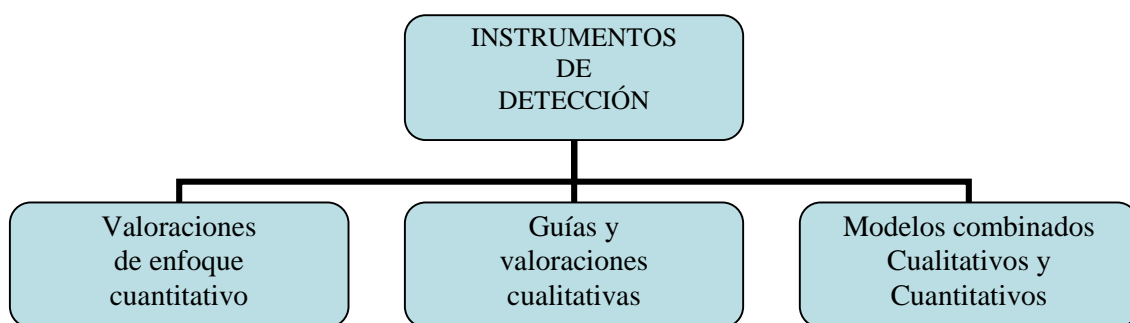 INSTRUMENTOS
DE
DETECCIÓN
Valoraciones
de enfoque
cuantitativo
Guías y
valoraciones
cualitativas
Modelos combinados
Cualitativos y
Cuantitativos